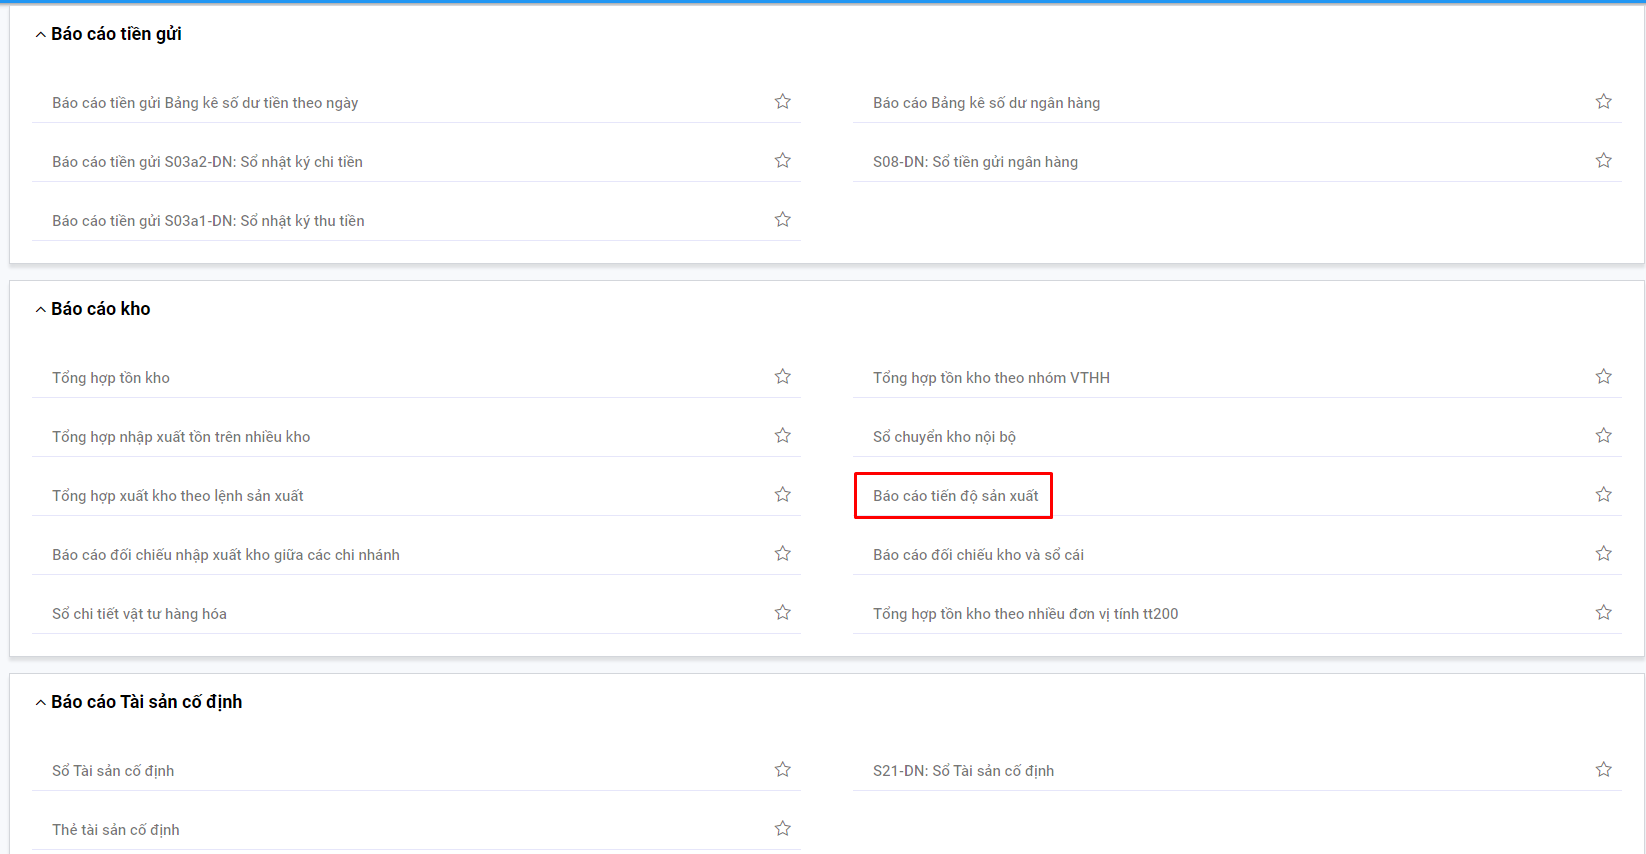 Báo cáo tiền gửi
Báo cáo tiền gửi Bảng kê số dư tiền theo ngày
Báo cáo Bảng kê số dư ngân hàng
Báo cáo tiền gửi S03a2-DN: Sổ nhật ký chi tiền
S08-DN: Sổ tiền gửi ngân hàng
Báo cáo tiền gửi S03a1-DN: Sổ nhật ký thu tiền
Báo cáo kho
Tổng hợp tồn kho
Tổng hợp tồn kho theo nhóm VTHH
Tổng hợp nhập xuất tồn trên nhiều kho
Sổ chuyển kho nội bộ
Tổng hợp xuất kho theo lệnh sản xuất
Báo cáo tiến độ sản xuất
Báo cáo đối chiếu nhập xuất kho giữa các chi nhánh
Báo cáo đối chiếu kho và sổ cái
Sổ chi tiết vật tư hàng hóa
Tổng hợp tồn kho theo nhiều đơn vị tính tt200
Báo cáo Tài sản cố định
Sổ Tài sản cố định
S21-DN: Sổ Tài sản cố định
Thẻ tài sản cố định